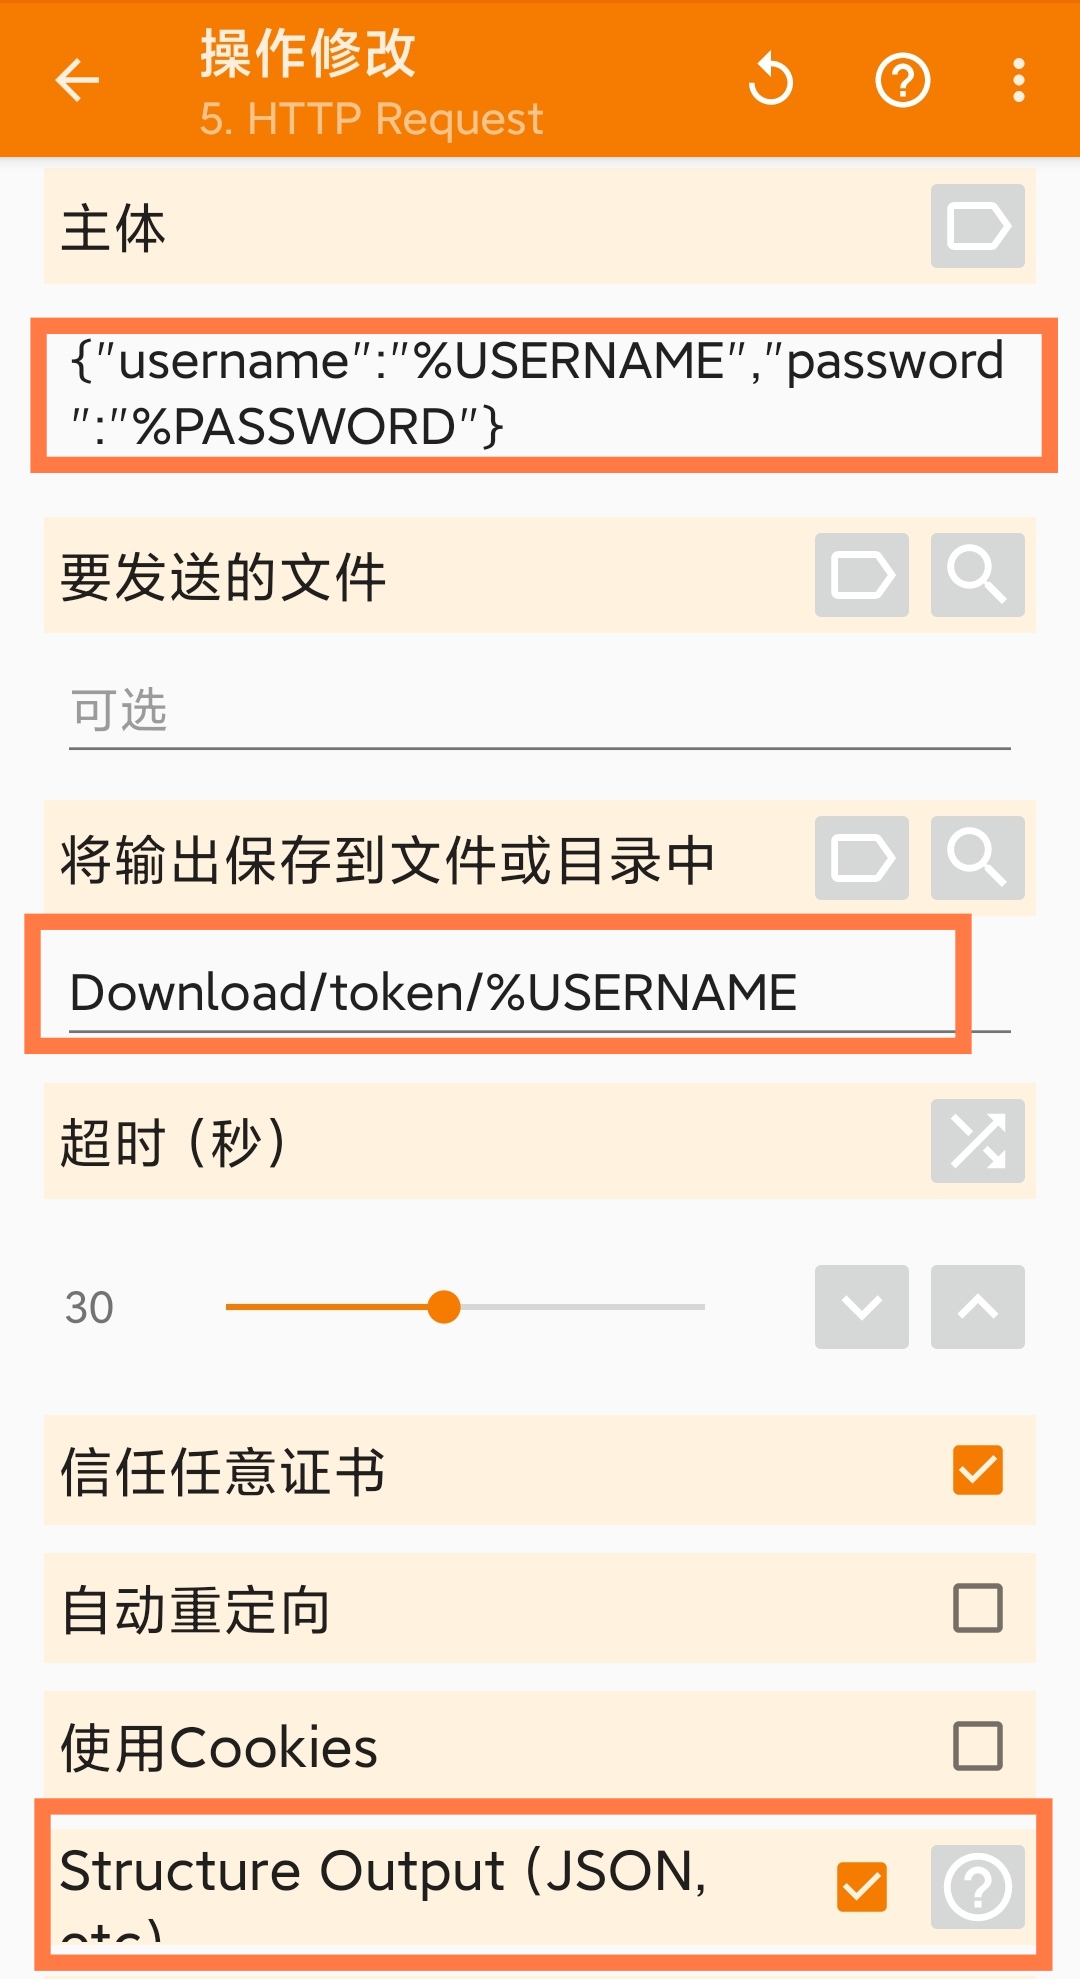 操作修改
5. HTTP Request
主体
{"username":"%USERNAME","password
":"%PASSWORD"}
要发送的文件
可选
将输出保存到文件或目录中
Download/token/%USERNAME
超时（秒）
30
信任任意证书
自动重定向
使用Cookies
Structure Output (JSON,
etc)